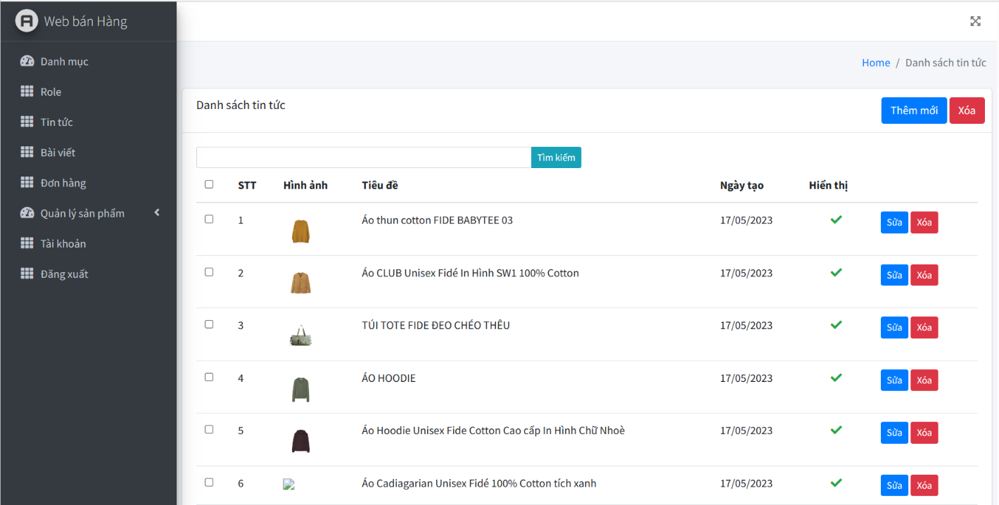 Web bán Hàng
Danh mục
Role
Tin tức
Bài viết
Đơn hàng
Quản lý sản phẩm
Tài khoản
Đăng xuất
Home / Danh sách tin tức
Danh sách tin tức
Thêm mới Xóa
Tìm kiếm
STT Hình ảnh Tiêu đề Ngày tạo Hiển thị
1 Áo thun cotton FIDE BABYTEE 03 17/05/2023 Sửa Xóa
2 Áo CLUB Unisex Fidé In Hình SW1 100% Cotton 17/05/2023 Sửa Xóa
3 TÚI TOTE FIDE ĐEO CHÉO THÊU 17/05/2023 Sửa Xóa
4 ÁO HOODIE 17/05/2023 Sửa Xóa
5 Áo Hoodie Unisex Fide Cotton Cao cấp In Hình Chữ Nhoè 17/05/2023 Sửa Xóa
6 Áo Cadiagarian Unisex Fidé 100% Cotton tích xanh 17/05/2023 Sửa Xóa